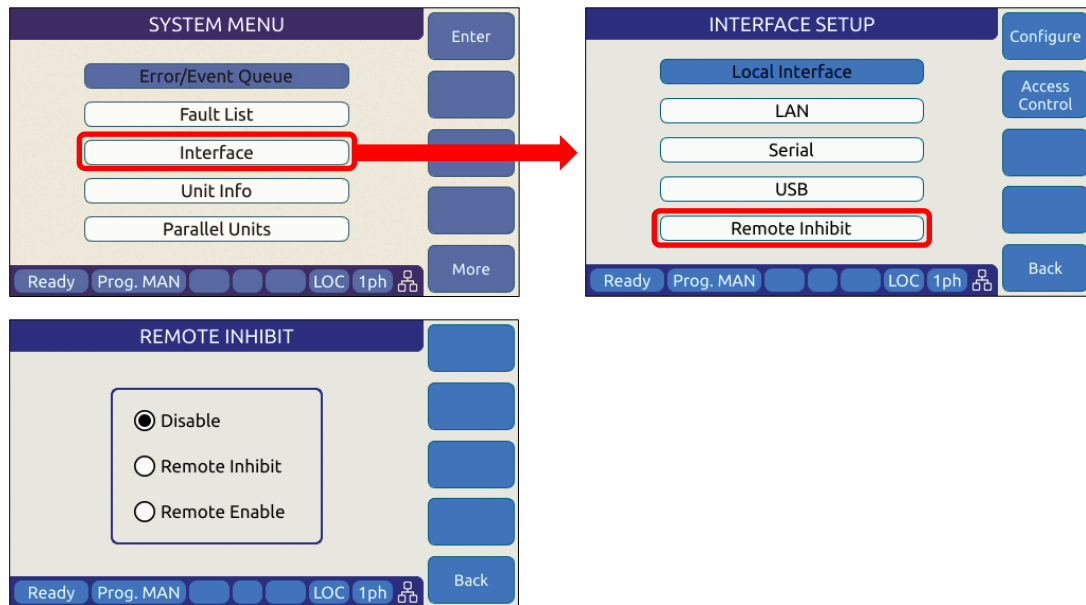 SYSTEM MENU
Enter
Error/Event Queue
Fault List
Interface
Unit Info
Parallel Units
More
Ready Prog. MAN LOC 1ph
INTERFACE SETUP
Configure
Local Interface
Access
Control
LAN
Serial
USB
Remote Inhibit
Back
Ready Prog. MAN LOC 1ph
REMOTE INHIBIT
Disable
Remote Inhibit
Remote Enable
Back
Ready Prog. MAN LOC 1ph